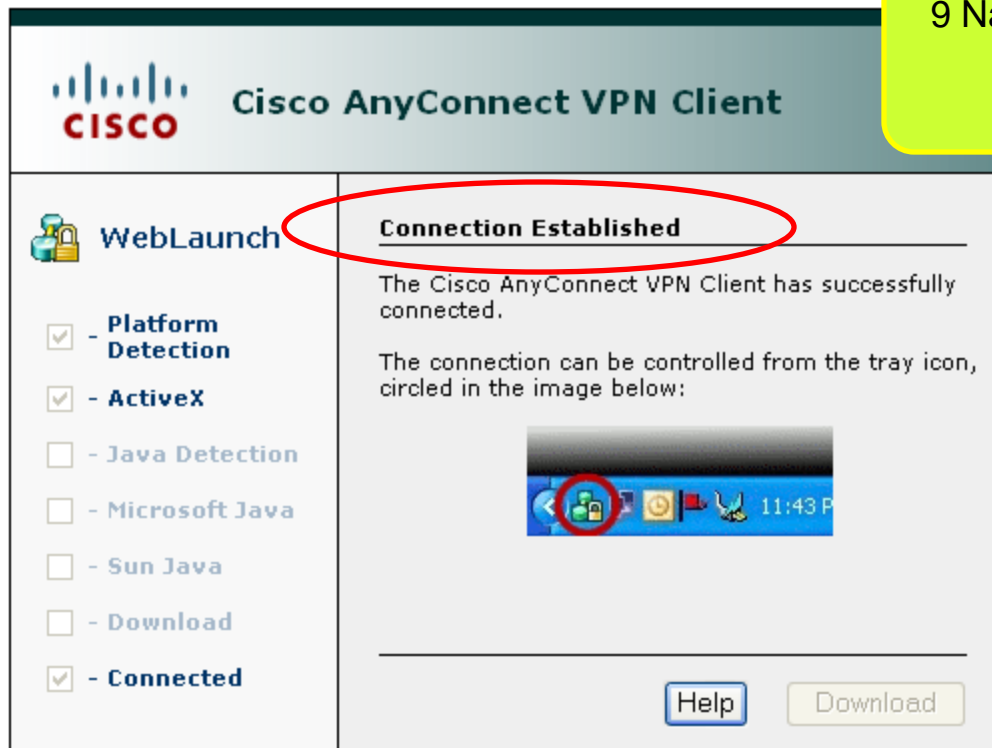 9 Na
CISCO
Cisco AnyConnect VPN Client
WebLaunch
- Platform
Detection
- ActiveX
- Java Detection
- Microsoft Java
- Sun Java
- Download
- Connected
Connection Established
The Cisco AnyConnect VPN Client has successfully
connected.
The connection can be controlled from the tray icon,
circled in the image below:
11:43 P
Help
Download